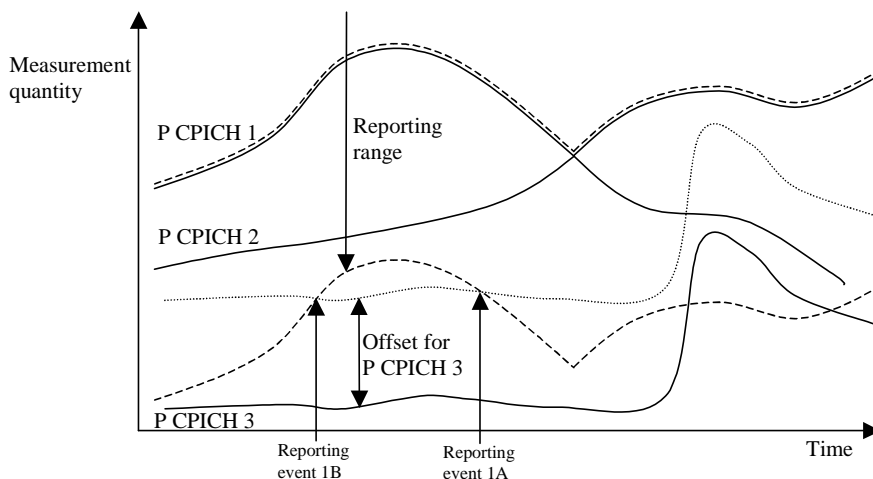 Measurement
quantity
P CPICH 1
Reporting
range
P CPICH 2
Offset for
P CPICH 3
P CPICH 3
Reporting
event 1B
Reporting
event 1A
Time